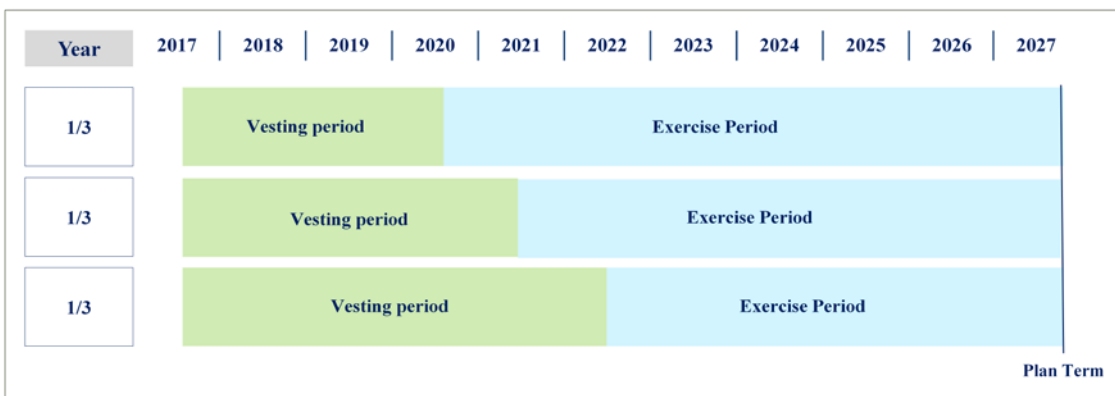 Year 2017 2018 2019 2020 2021 2022 2023 2024 2025 2026 2027
1/3 Vesting period Exercise Period
1/3 Vesting period Exercise Period
1/3 Vesting period Exercise Period
Plan Term